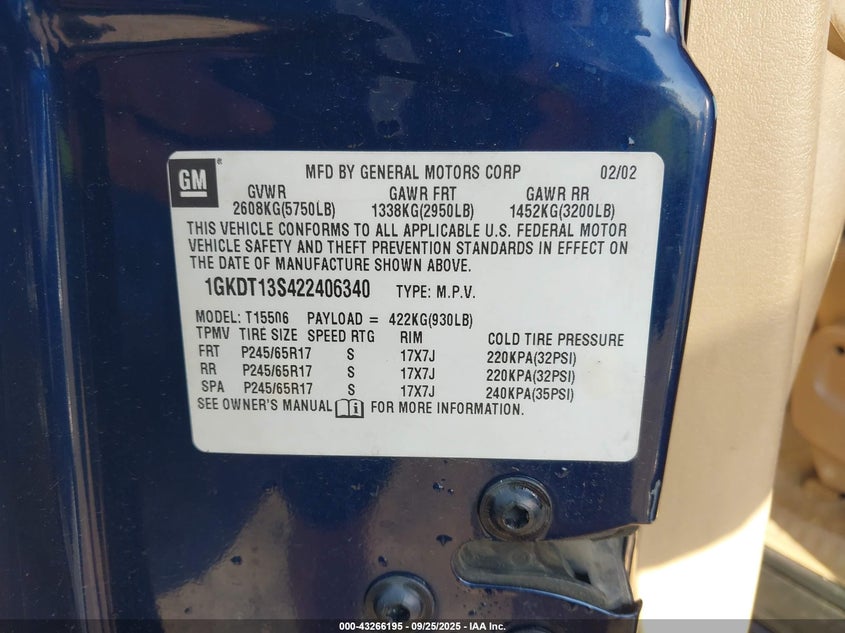 GM ® MFD BY GENERAL MOTORS CORP 02/02
GVWR GAWR FRT GAWR RR
2608KG(5750LB) 1338KG(2950LB) 1452KG(3200LB)
THIS VEHICLE CONFORMS TO ALL APPLICABLE U.S. FEDERAL MOTOR
VEHICLE SAFETY AND THEFT PREVENTION STANDARDS IN EFFECT ON
THE DATE OF MANUFACTURE SHOWN ABOVE.
1GKDT13S422406340 TYPE: M.P.V.
MODEL: T15506 PAYLOAD = 422KG(930LB)
TPMV TIRE SIZE SPEED RTG RIM COLD TIRE PRESSURE
FRT P245/65R17 S 17X7J 220KPA(32PSI)
RR P245/65R17 S 17X7J 220KPA(32PSI)
SPA P245/65R17 S 17X7J 240KPA(35PSI)
SEE OWNER'S MANUAL i FOR MORE INFORMATION.
000-43266195 - 09/25/2025 - IAA Inc.